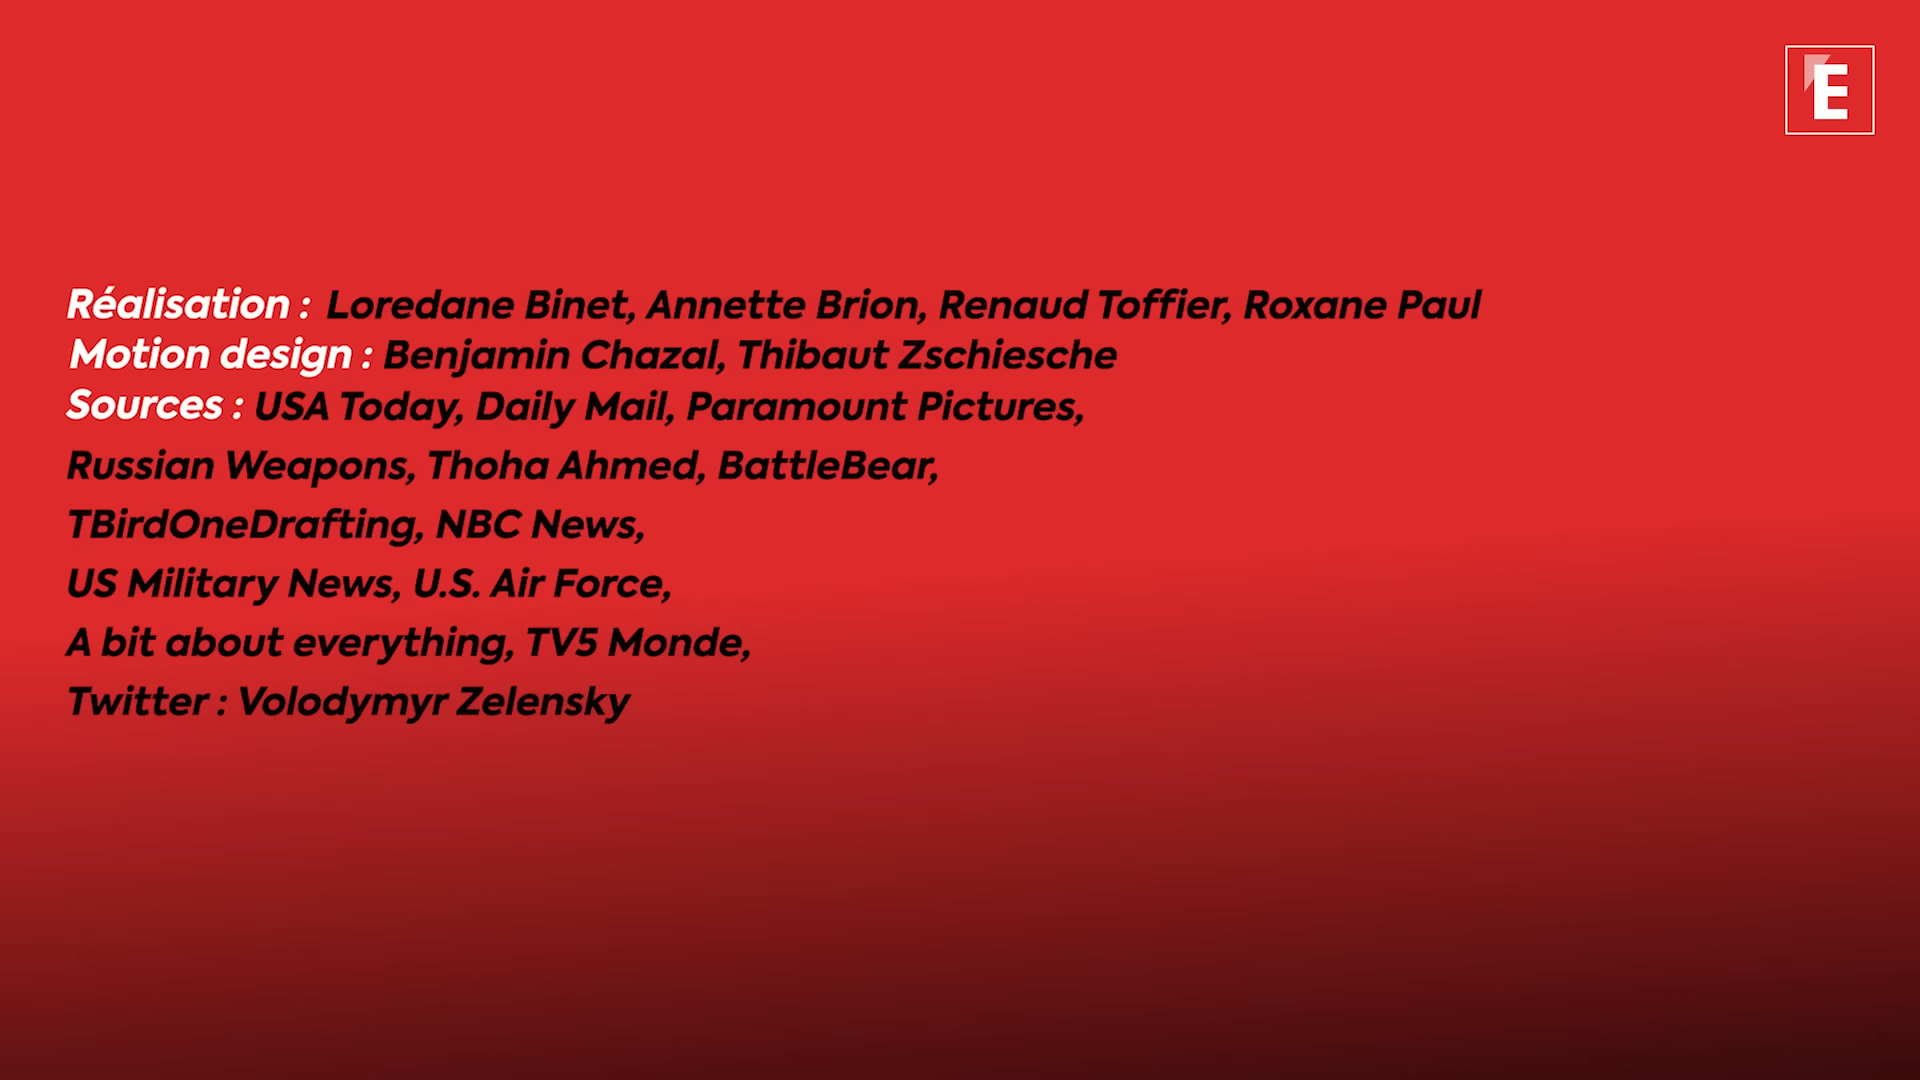 E
Réalisation : Loredane Binet, Annette Brion, Renaud Toffier, Roxane Paul
Motion design : Benjamin Chazal, Thibaut Zschiesche
Sources : USA Today, Daily Mail, Paramount Pictures,
Russian Weapons, Thoha Ahmed, BattleBear,
TBirdOneDrafting, NBC News,
US Military News, U.S. Air Force,
A bit about everything, TV5 Monde,
Twitter : Volodymyr Zelensky